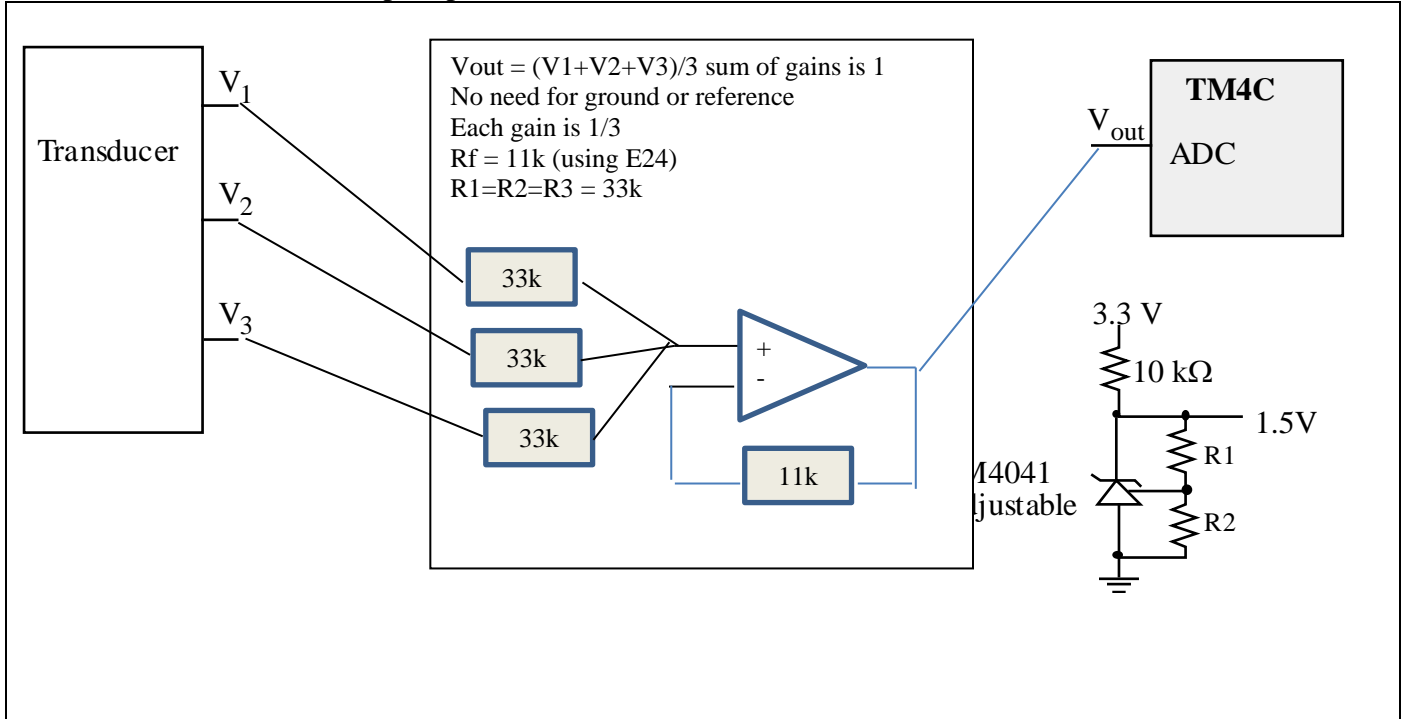 Vout = (V1+V2+V3)/3 sum of gains is 1
No need for ground or reference
Each gain is 1/3
Rf = 11k (using E24)
R1=R2=R3 = 33k
Transducer
V1
V2
V3
33k
33k
33k
+
-
11k
Vout
TM4C
ADC
3.3 V
10 kΩ
1.5V
R1
R2